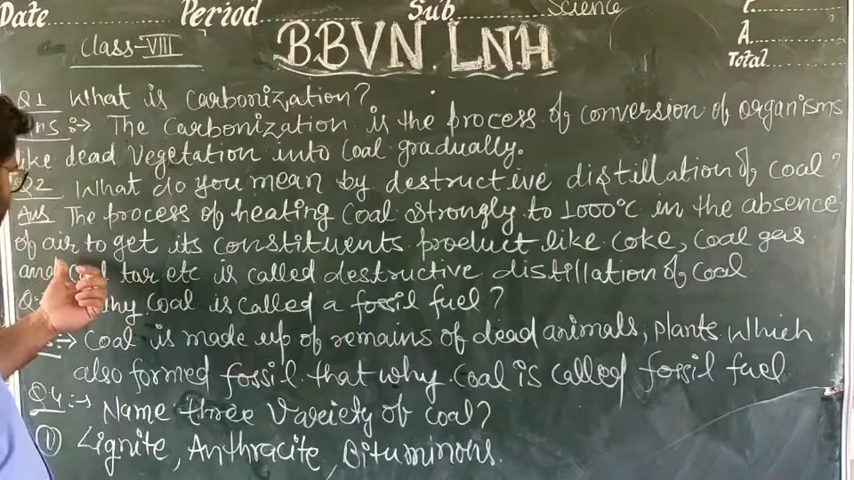 Date Period Sub Science P
Class-VIII BBVN LNH A
Total
Q1 What is carbonization?
Ans :-> The carbonization is the process of conversion of organisms
like dead vegetation into coal gradually.
Q2 What do you mean by destructive distillation of coal?
Ans The process of heating coal strongly to 1000°c in the absence
of air to get its constituents product like coke, coal gas
and coal tar etc is called destructive distillation of coal
why coal is called a fossil fuel?
:-> Coal is made up of remains of dead animals, plants which
also formed fossil that why coal is called fossil fuel
Q4 :-> Name three variety of coal?
① Lignite, Anthracite, Bituminous.